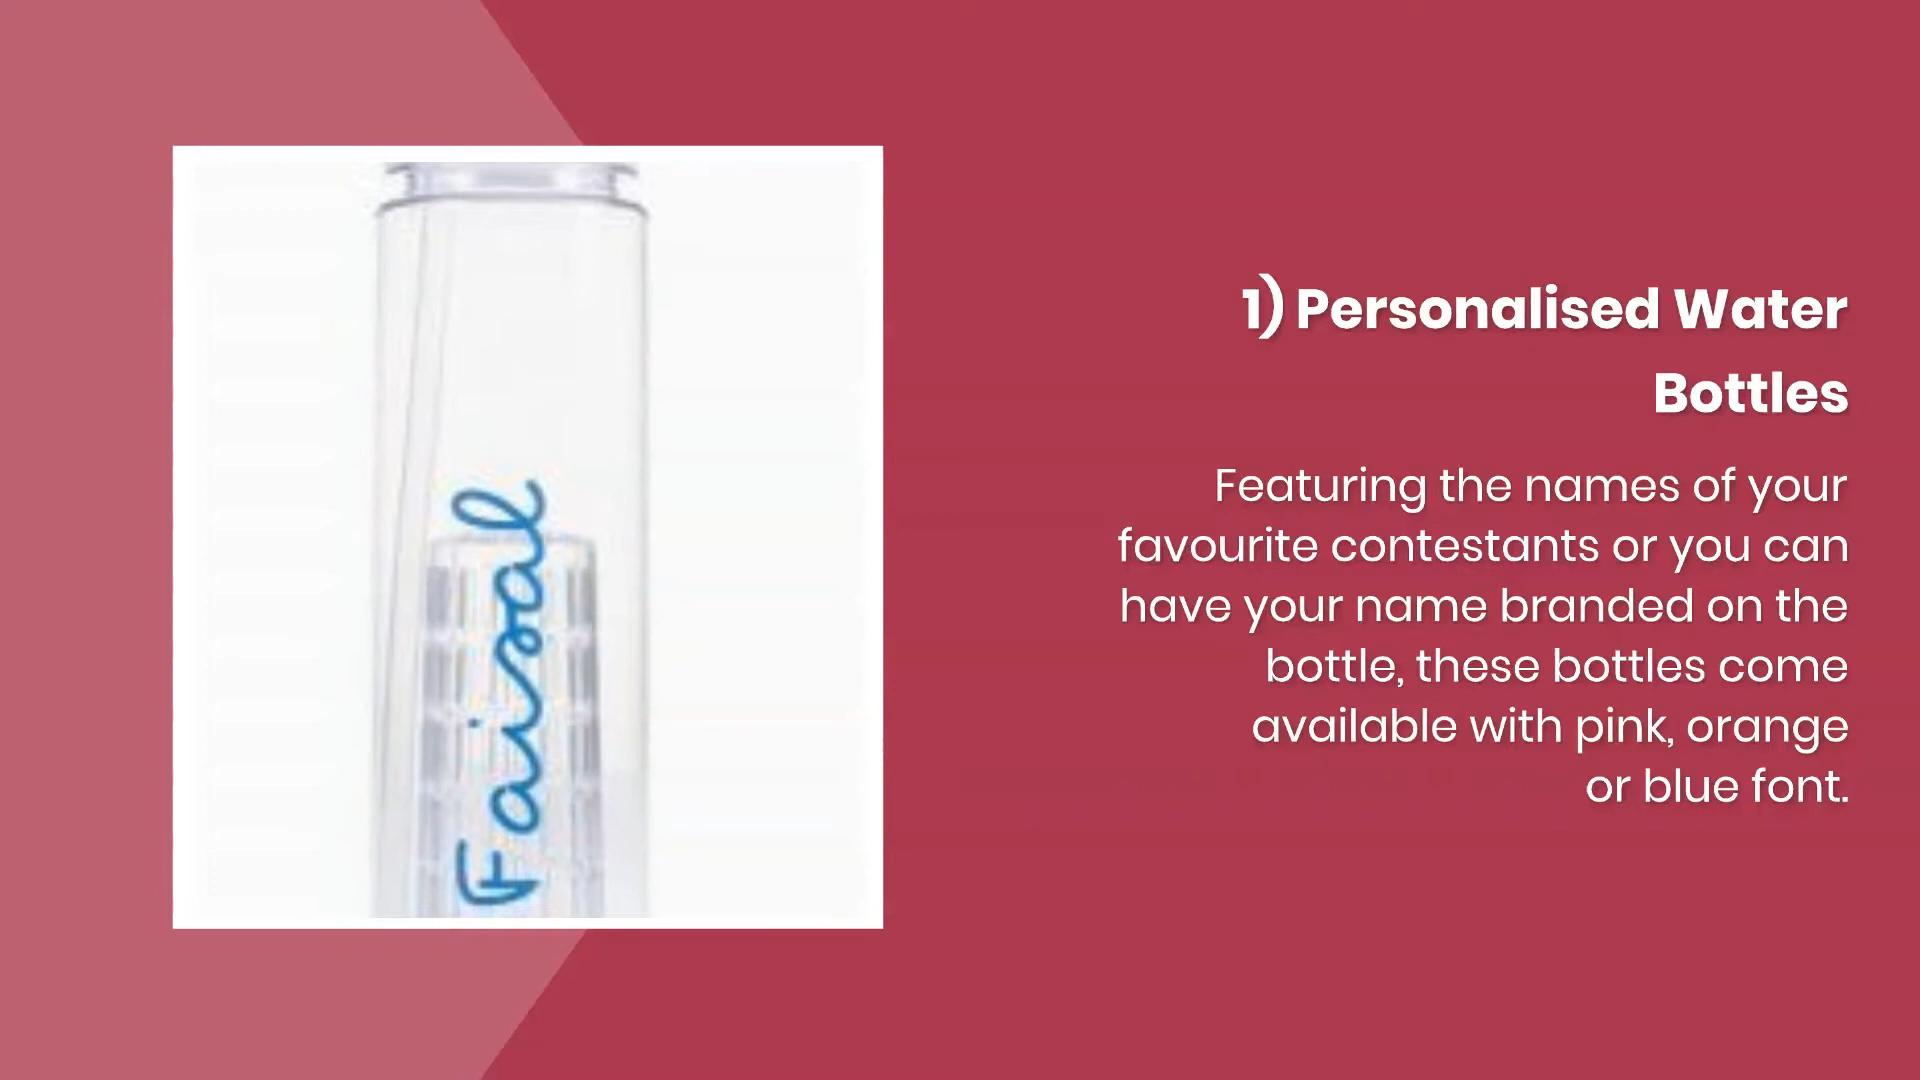 Faisal
1) Personalised Water
Bottles
Featuring the names of your
favourite contestants or you can
have your name branded on the
bottle, these bottles come
available with pink, orange
or blue font.